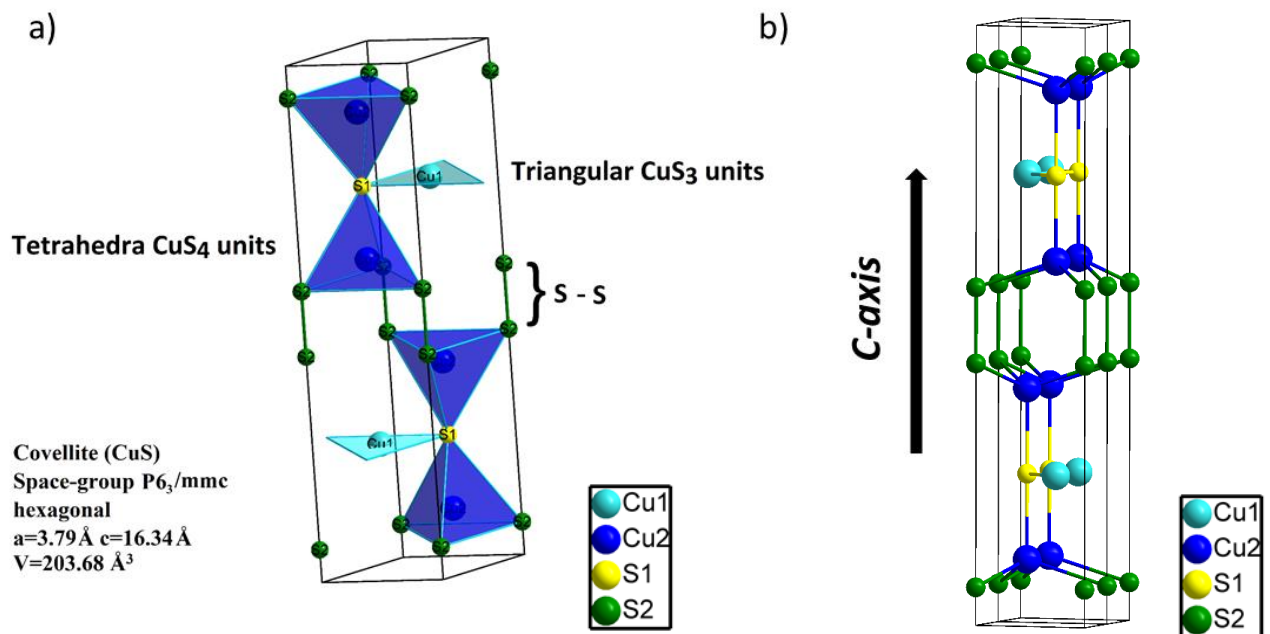 a)
b)
S1
Cu1
Triangular CuS₃ units
Tetrahedra CuS₄ units
} S - S
C-axis
Cu1
S1
Covellite (CuS)
Space-group P6₃/mmc
hexagonal
a=3.79 Å c=16.34 Å
V=203.68 Å³
Cu1
Cu2
S1
S2
Cu1
Cu2
S1
S2